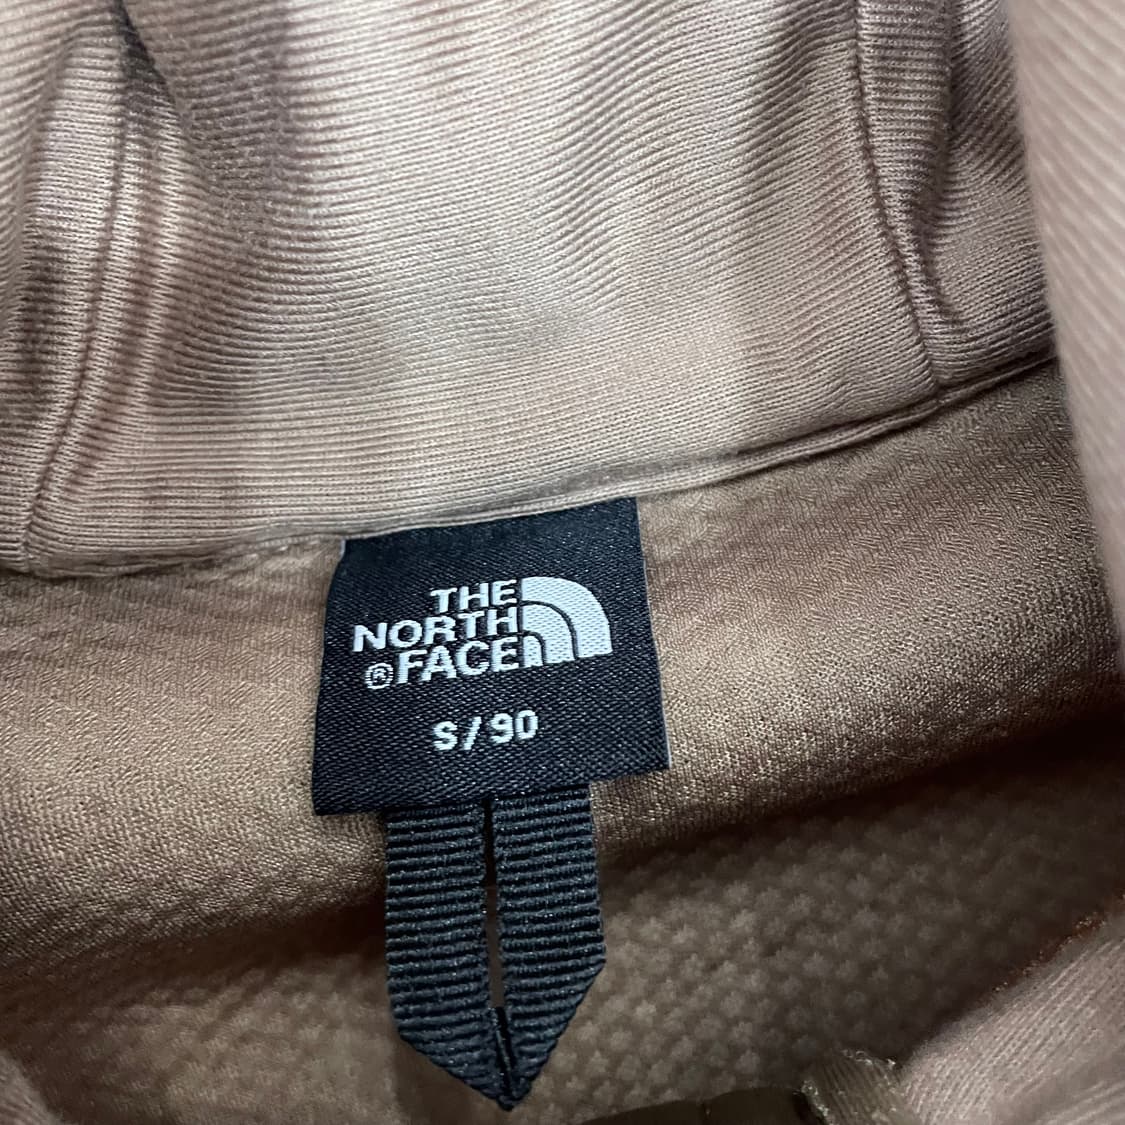 THE
NORTH
® FACE
S/90